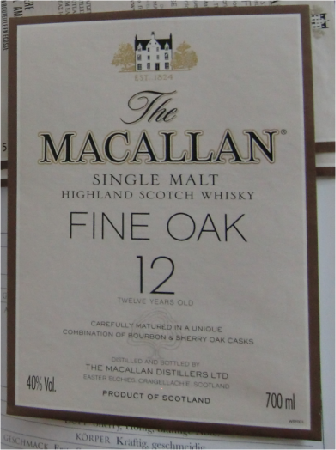 EST. 1824
The
MACALLAN®
SINGLE MALT
HIGHLAND SCOTCH WHISKY
FINE OAK
12
TWELVE YEARS OLD
CAREFULLY MATURED IN A UNIQUE
COMBINATION OF BOURBON & SHERRY OAK CASKS
DISTILLED AND BOTTLED BY
THE MACALLAN DISTILLERS LTD
EASTER ELCHIES·CRAIGELLACHIE·SCOTLAND
40% Vol.
700 ml
PRODUCT OF SCOTLAND
KÖRPER Kräftig, geschmeidig